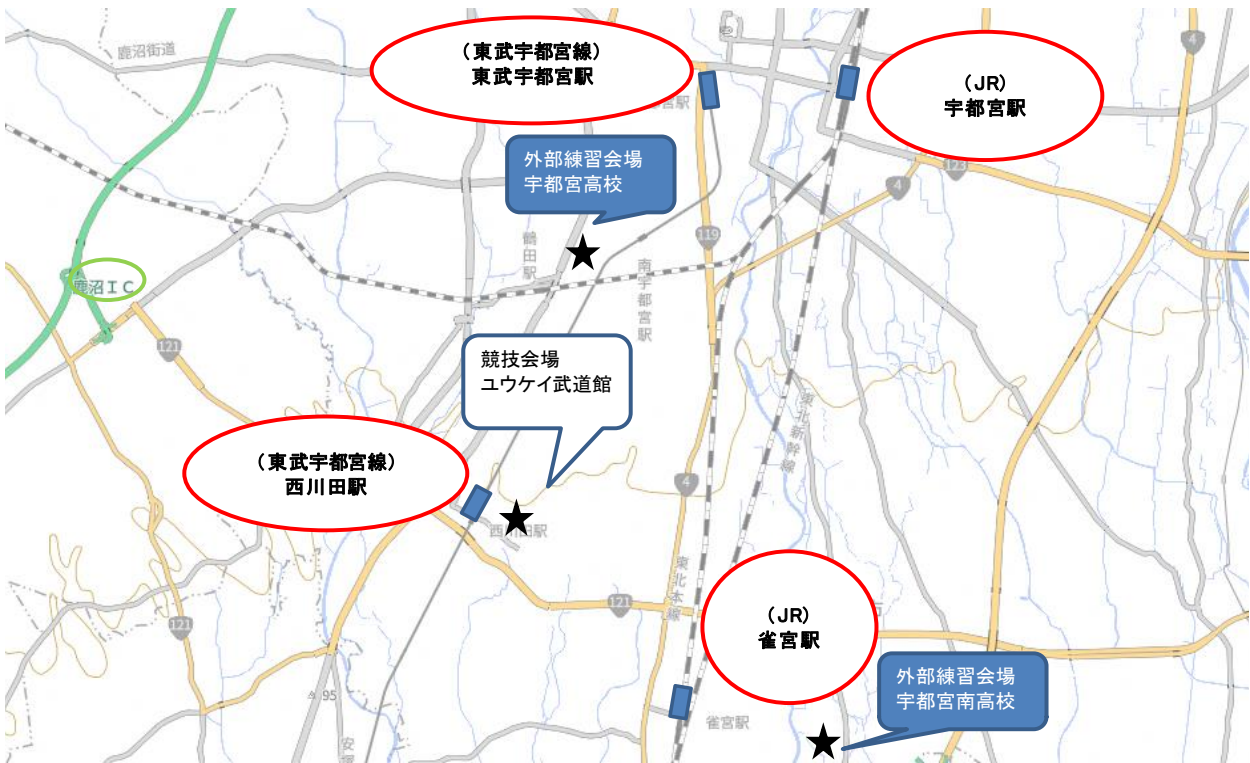 鹿沼街道
(東武宇都宮線)
東武宇都宮駅
宮駅
(JR)
宇都宮駅
4
外部練習会場
宇都宮高校
123
4
鶴田駅
119
南宇都宮駅
鹿沼IC
121
競技会場
ユウケイ武道館
東北新幹線
(東武宇都宮線)
西川田駅
4
西川田駅
東北本線
121
(JR)
雀宮駅
121
外部練習会場
宇都宮南高校
95
雀宮駅
安